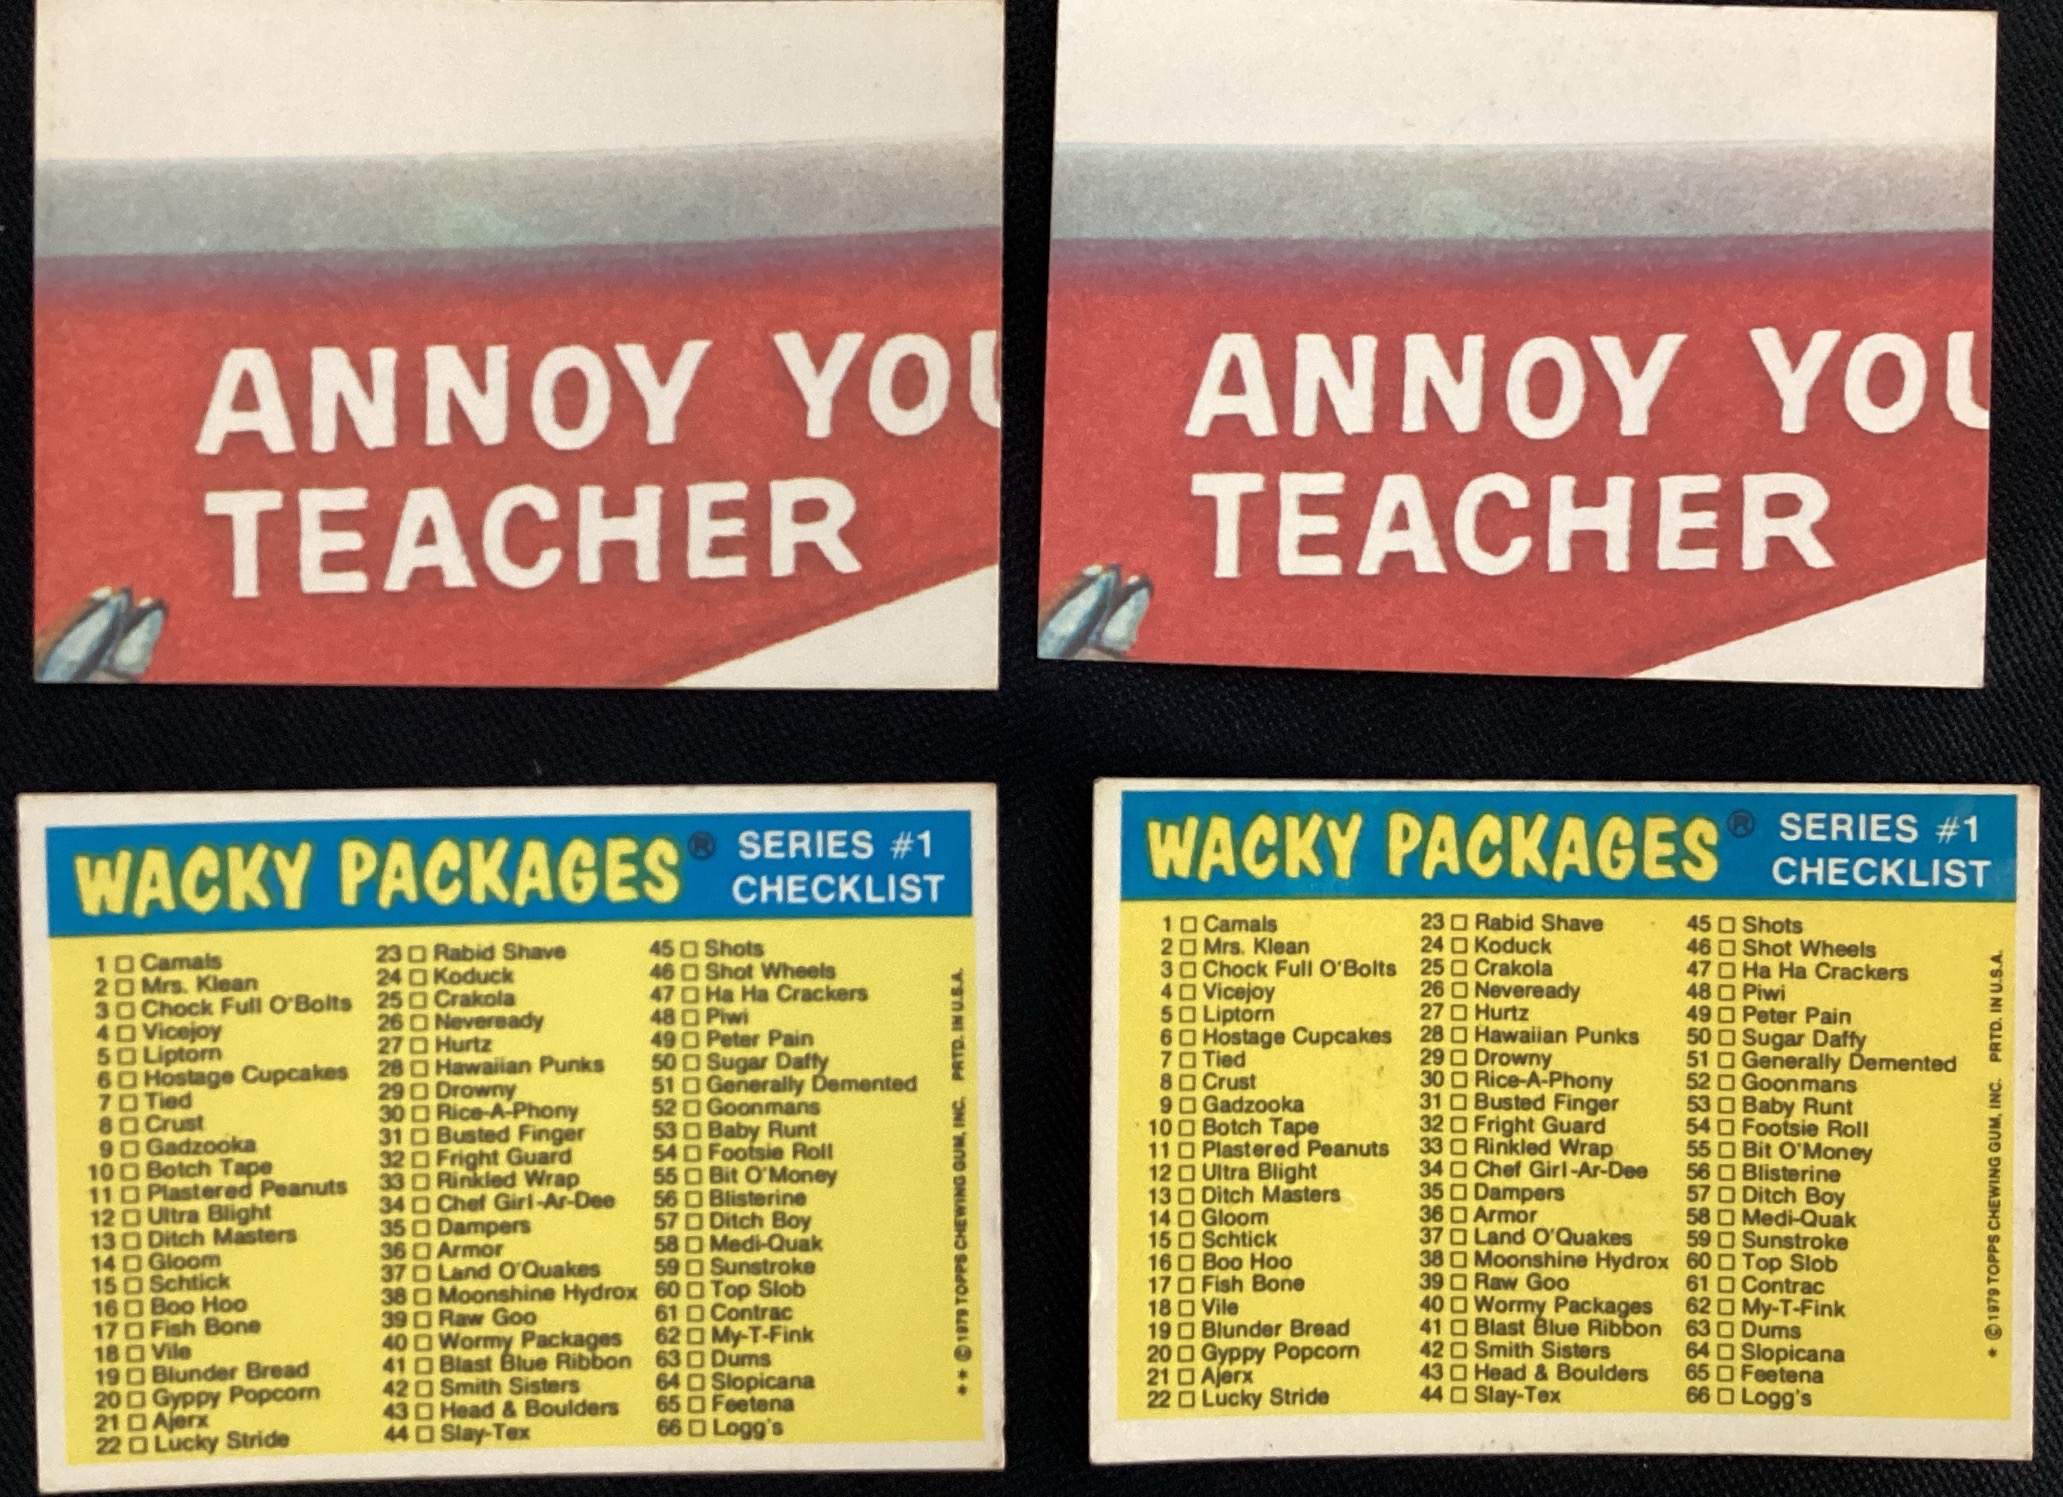 ANNOY YOU
TEACHER
ANNOY YOU
TEACHER
WACKY PACKAGES® SERIES #1
CHECKLIST
1 □ Camals
2 □ Mrs. Klean
3 □ Chock Full O'Bolts
4 □ Vicejoy
5 □ Liptorn
6 □ Hostage Cupcakes
7 □ Tied
8 □ Crust
9 □ Gadzooka
10 □ Botch Tape
11 □ Plastered Peanuts
12 □ Ultra Blight
13 □ Ditch Masters
14 □ Gloom
15 □ Schtick
16 □ Boo Hoo
17 □ Fish Bone
18 □ Vile
19 □ Blunder Bread
20 □ Gyppy Popcorn
21 □ Ajerx
22 □ Lucky Stride
23 □ Rabid Shave
24 □ Koduck
25 □ Crakola
26 □ Neveready
27 □ Hurtz
28 □ Hawaiian Punks
29 □ Drowny
30 □ Rice-A-Phony
31 □ Busted Finger
32 □ Fright Guard
33 □ Rinkled Wrap
34 □ Chef Girl-Ar-Dee
35 □ Dampers
36 □ Armor
37 □ Land O'Quakes
38 □ Moonshine Hydrox
39 □ Raw Goo
40 □ Wormy Packages
41 □ Blast Blue Ribbon
42 □ Smith Sisters
43 □ Head & Boulders
44 □ Slay-Tex
45 □ Shots
46 □ Shot Wheels
47 □ Ha Ha Crackers
48 □ Piwi
49 □ Peter Pain
50 □ Sugar Daffy
51 □ Generally Demented
52 □ Goonmans
53 □ Baby Runt
54 □ Footsie Roll
55 □ Bit O'Money
56 □ Blisterine
57 □ Ditch Boy
58 □ Medi-Quak
59 □ Sunstroke
60 □ Top Slob
61 □ Contrac
62 □ My-T-Fink
63 □ Dums
64 □ Slopicana
65 □ Feetena
66 □ Logg's
** © 1979 TOPPS CHEWING GUM, INC. PRTD. IN U.S.A.
WACKY PACKAGES® SERIES #1
CHECKLIST
1 □ Camals
2 □ Mrs. Klean
3 □ Chock Full O'Bolts
4 □ Vicejoy
5 □ Liptorn
6 □ Hostage Cupcakes
7 □ Tied
8 □ Crust
9 □ Gadzooka
10 □ Botch Tape
11 □ Plastered Peanuts
12 □ Ultra Blight
13 □ Ditch Masters
14 □ Gloom
15 □ Schtick
16 □ Boo Hoo
17 □ Fish Bone
18 □ Vile
19 □ Blunder Bread
20 □ Gyppy Popcorn
21 □ Ajerx
22 □ Lucky Stride
23 □ Rabid Shave
24 □ Koduck
25 □ Crakola
26 □ Neveready
27 □ Hurtz
28 □ Hawaiian Punks
29 □ Drowny
30 □ Rice-A-Phony
31 □ Busted Finger
32 □ Fright Guard
33 □ Rinkled Wrap
34 □ Chef Girl-Ar-Dee
35 □ Dampers
36 □ Armor
37 □ Land O'Quakes
38 □ Moonshine Hydrox
39 □ Raw Goo
40 □ Wormy Packages
41 □ Blast Blue Ribbon
42 □ Smith Sisters
43 □ Head & Boulders
44 □ Slay-Tex
45 □ Shots
46 □ Shot Wheels
47 □ Ha Ha Crackers
48 □ Piwi
49 □ Peter Pain
50 □ Sugar Daffy
51 □ Generally Demented
52 □ Goonmans
53 □ Baby Runt
54 □ Footsie Roll
55 □ Bit O'Money
56 □ Blisterine
57 □ Ditch Boy
58 □ Medi-Quak
59 □ Sunstroke
60 □ Top Slob
61 □ Contrac
62 □ My-T-Fink
63 □ Dums
64 □ Slopicana
65 □ Feetena
66 □ Logg's
* © 1979 TOPPS CHEWING GUM, INC. PRTD. IN U.S.A.